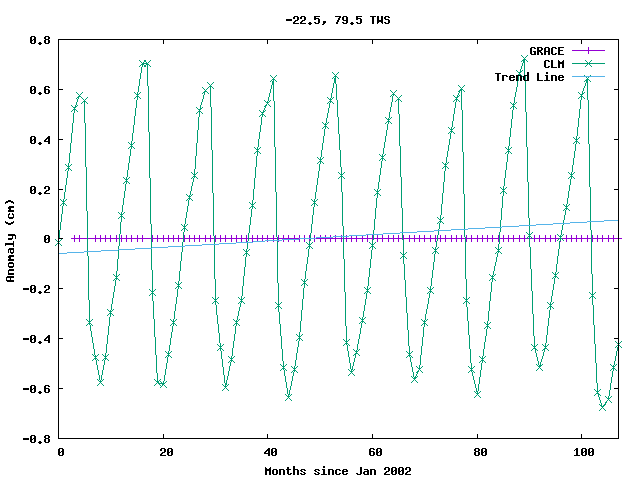 -22.5, 79.5 TWS
GRACE
CLM
Trend Line
0.8
0.6
0.4
0.2
0
-0.2
-0.4
-0.6
-0.8
Anomaly (cm)
0 20 40 60 80 100
Months since Jan 2002